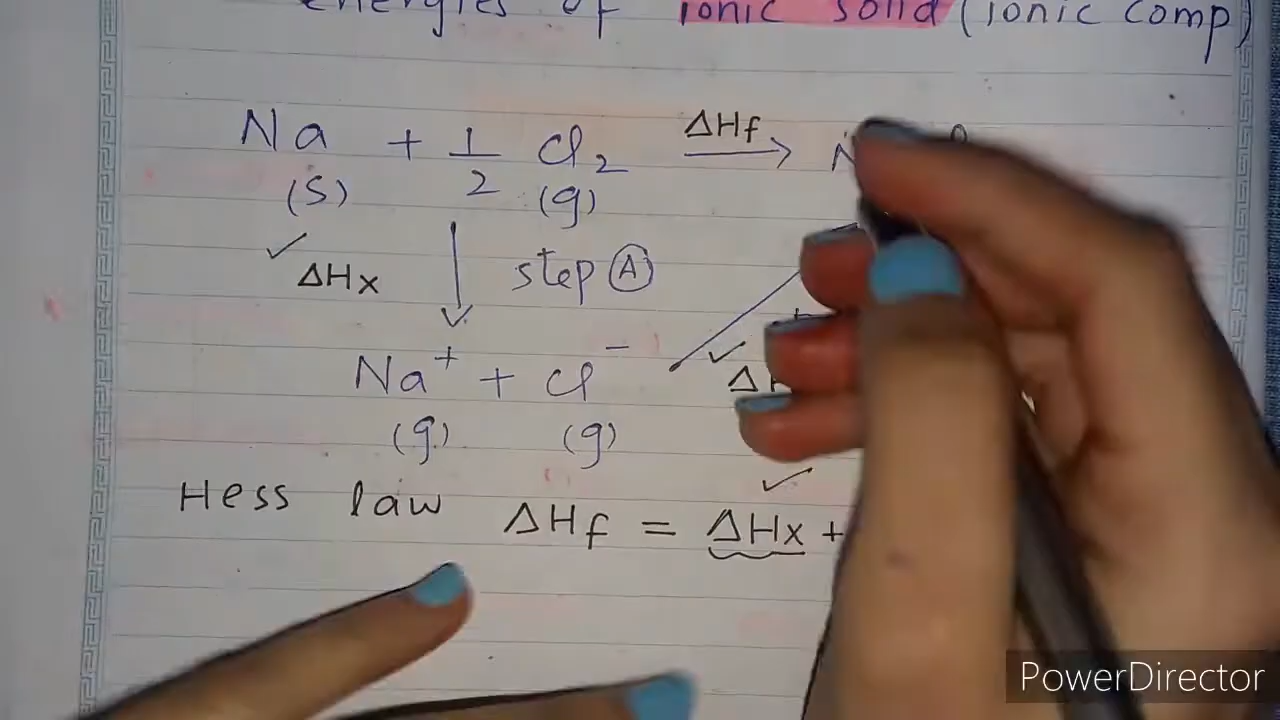 energies of ionic solid (ionic comp)
Na + 1/2 Cl2 ΔHf →
(s) (g)
ΔHx ↓ step A
Na+ + Cl-
(g) (g)
Hess law ΔHf = ΔHx +
PowerDirector